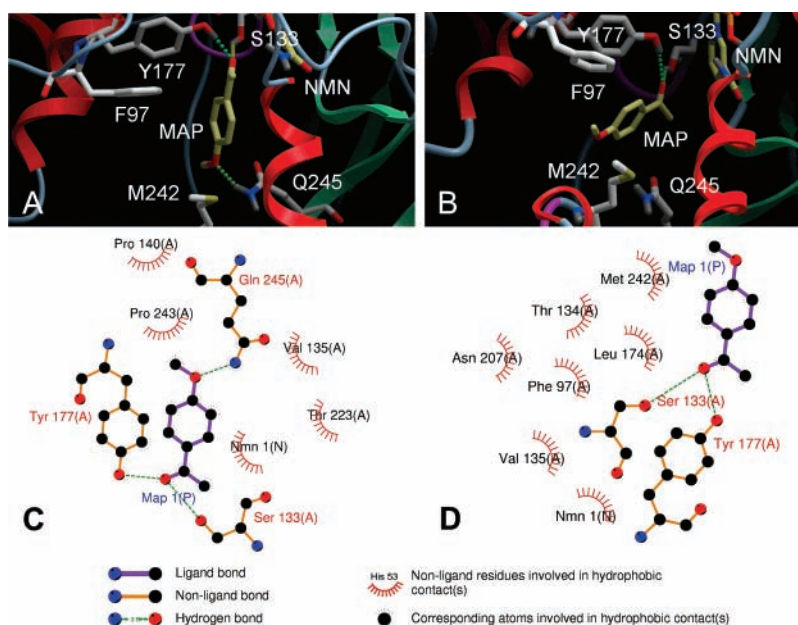 Y177
S133
F97
NMN
MAP
M242
Q245
A
Y177
S133
F97
NMN
MAP
M242
Q245
B
Pro 140(A)
Gln 245(A)
Pro 243(A)
Val 135(A)
Tyr 177(A)
Thr 223(A)
Nmn 1(N)
Map 1(P)
Ser 133(A)
C
Map 1(P)
Met 242(A)
Thr 134(A)
Asn 207(A)
Leu 174(A)
Phe 97(A)
Ser 133(A)
Tyr 177(A)
Val 135(A)
Nmn 1(N)
D
Ligand bond
Non-ligand bond
Hydrogen bond
His 53
Non-ligand residues involved in hydrophobic
contact(s)
Corresponding atoms involved in hydrophobic contact(s)